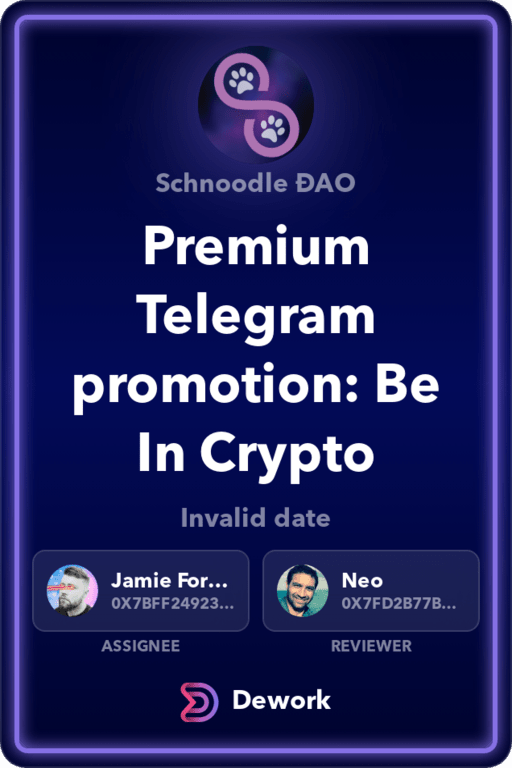 Schnoodle ĐAO
Premium
Telegram
promotion: Be
In Crypto
Invalid date
Jamie For...
0X7BFF24923...
Neo
0X7FD2B77B...
ASSIGNEE
REVIEWER
Dework